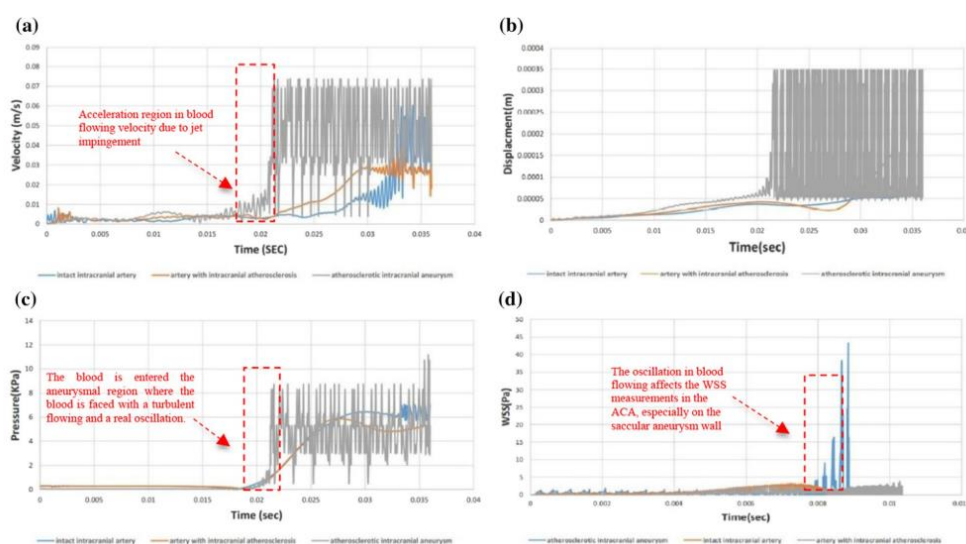 (a)
0.09
0.08
0.07
0.06
0.05
0.04
0.03
0.02
0.01
0
Velocity (m/s)
Acceleration region in blood
flowing velocity due to jet
impingement
0 0.005 0.01 0.015 0.02 0.025 0.03 0.035 0.04
Time (SEC)
intact intracranial artery artery with intracranial atherosclerosis atherosclerotic intracranial aneurysm
(b)
0.0004
0.00035
0.0003
0.00025
0.0002
0.00015
0.0001
0.00005
0
Displacment(m)
0 0.005 0.01 0.015 0.02 0.025 0.03 0.035 0.04
Time(sec)
intact intracranial artery artery with intracranial atherosclerosis atherosclerotic intracranial aneurysm
(c)
14
12
10
8
6
4
2
0
Pressure(KPa)
The blood is entered the
aneurysmal region where the
blood is faced with a turbulent
flowing and a real oscillation.
0 0.005 0.01 0.015 0.02 0.025 0.03 0.035 0.04
Time (sec)
intact intracranial artery artery with intracranial atherosclerosis atherosclerotic intracranial aneurysm
(d)
50
45
40
35
30
25
20
15
10
5
0
WSS(Pa)
The oscillation in blood
flowing affects the WSS
measurements in the
ACA, especially on the
saccular aneurysm wall
0 0.002 0.004 0.006 0.008 0.01
Time(sec)
atherosclerotic intracranial aneurysm intact intracranial artery artery with intracranial atherosclerosis